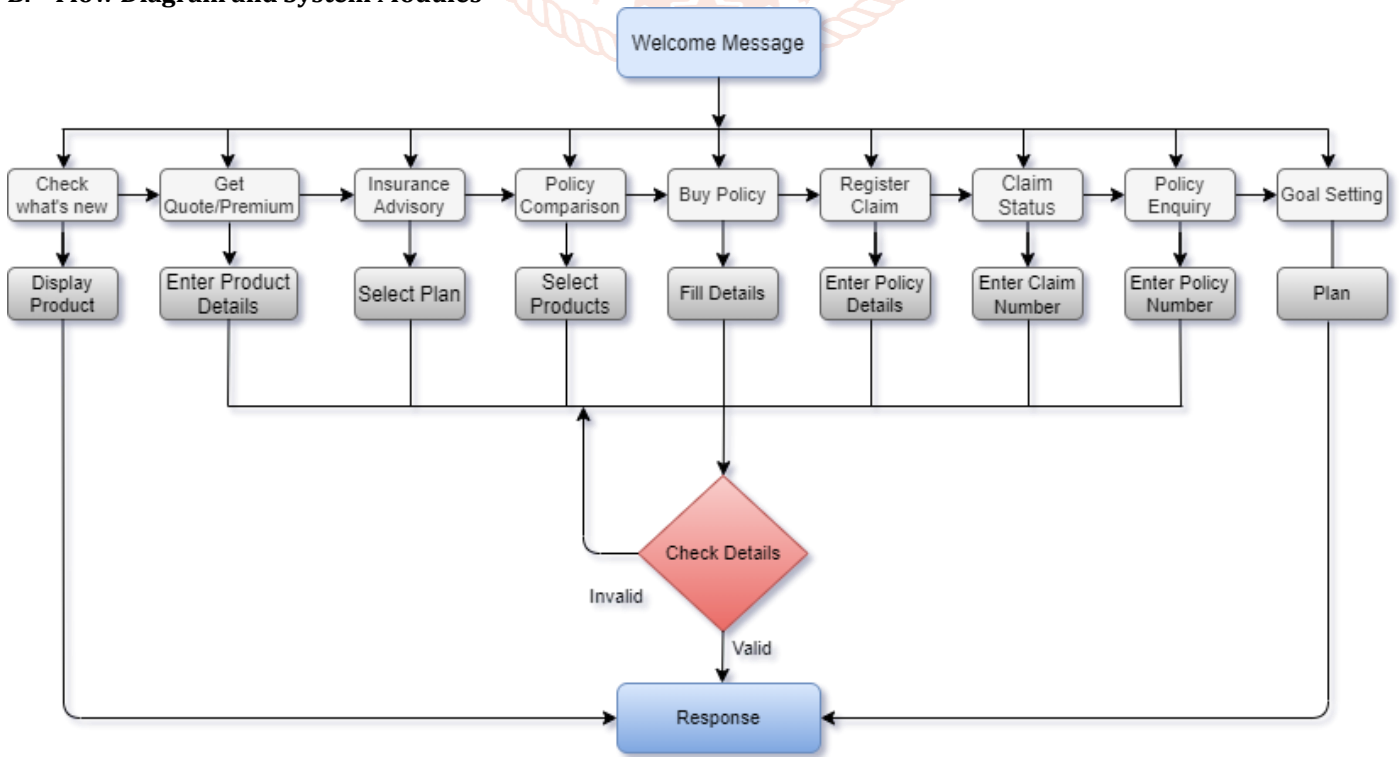 B. Flow Diagram and System Modules
Welcome Message
Check
what's new
Get
Quote/Premium
Insurance
Advisory
Policy
Comparison
Buy Policy
Register
Claim
Claim
Status
Policy
Enquiry
Goal Setting
Display
Product
Enter Product
Details
Select Plan
Select
Products
Fill Details
Enter Policy
Details
Enter Claim
Number
Enter Policy
Number
Plan
Check Details
Invalid
Valid
Response